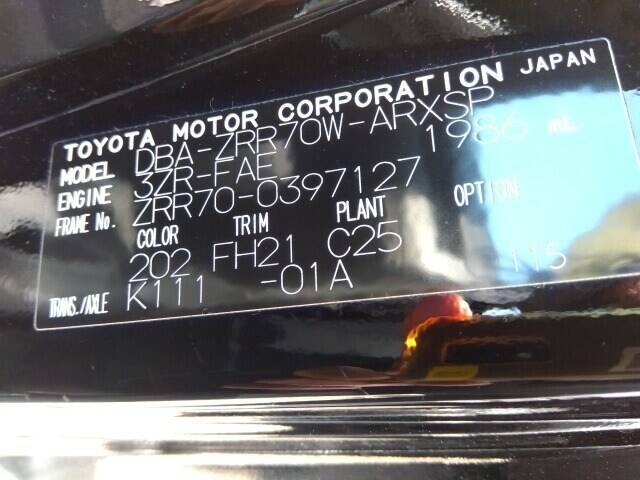 TOYOTA MOTOR CORPORATION JAPAN
MODEL DBA-ZRR70W-ARXSP
ENGINE 3ZR-FAE 1986 mL
FRAME No. ZRR70-0397127
COLOR TRIM PLANT OPTION
202 FH21 C25
TRANS./AXLE K111 -01A 115